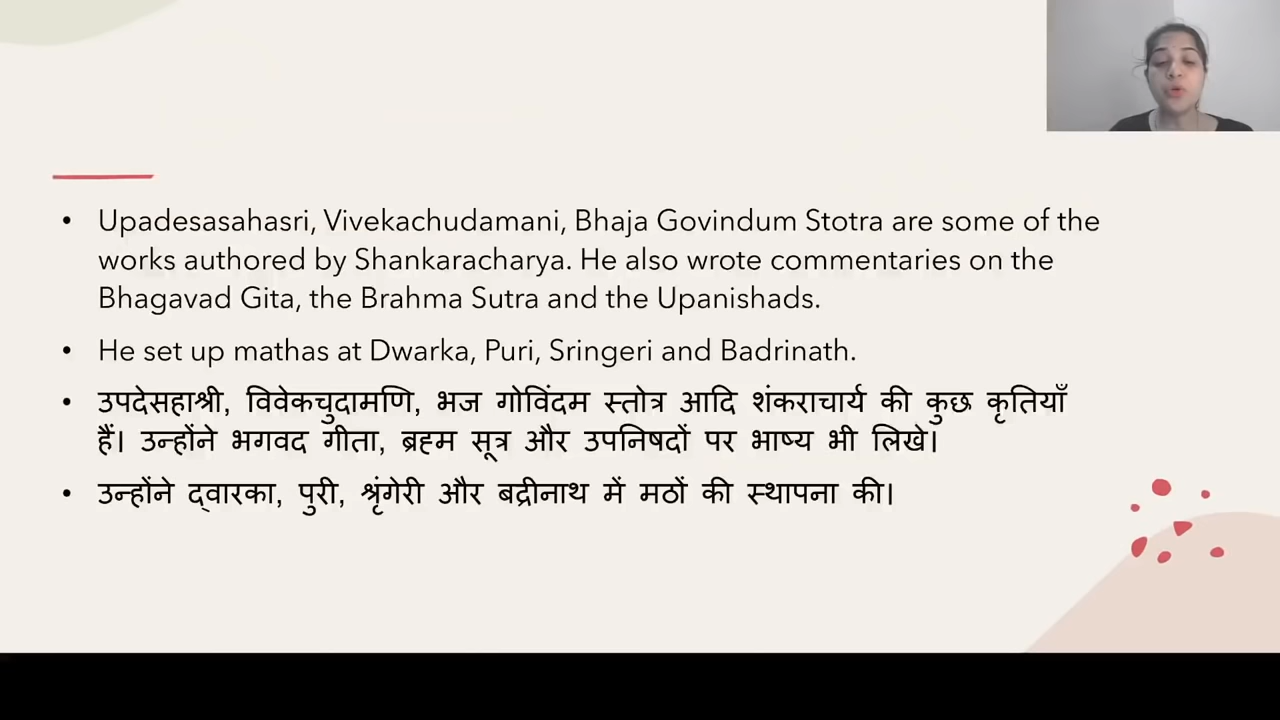 • Upadesasahasri, Vivekachudamani, Bhaja Govindum Stotra are some of the
works authored by Shankaracharya. He also wrote commentaries on the
Bhagavad Gita, the Brahma Sutra and the Upanishads.
• He set up mathas at Dwarka, Puri, Sringeri and Badrinath.
• उपदेसहाश्री, विवेकचुदामणि, भज गोविंदम स्तोत्र आदि शंकराचार्य की कुछ कृतियाँ
हैं। उन्होंने भगवद गीता, ब्रह्म सूत्र और उपनिषदों पर भाष्य भी लिखे।
• उन्होंने द्वारका, पुरी, श्रृंगेरी और बद्रीनाथ में मठों की स्थापना की।